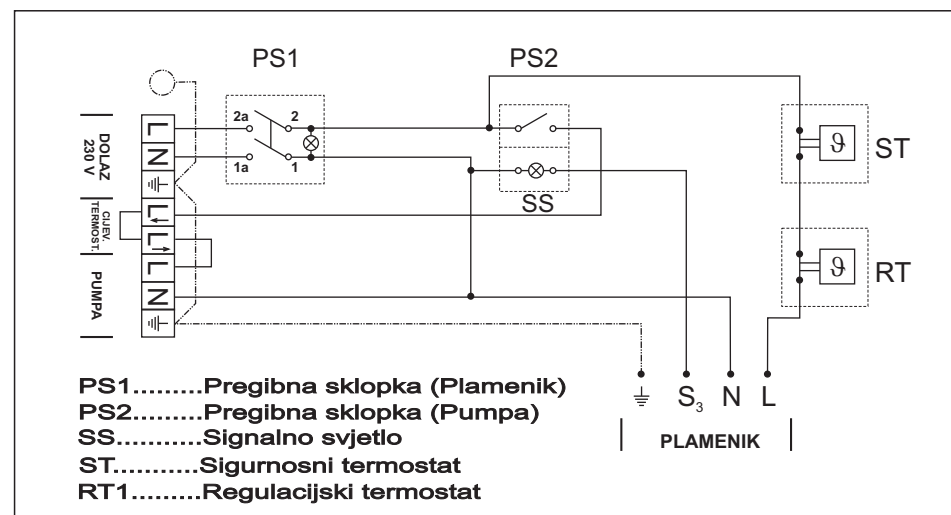 PS1
PS2
2a
2
1a
1
DOLAZ
230 V
L
N
CIJEV.
TERMOST.
L
L
PUMPA
L
N
SS
ϑ
ST
ϑ
RT
S3
N
L
PLAMENIK
PS1.........Pregibna sklopka (Plamenik)
PS2.........Pregibna sklopka (Pumpa)
SS...........Signalno svjetlo
ST...........Sigurnosni termostat
RT1.........Regulacijski termostat